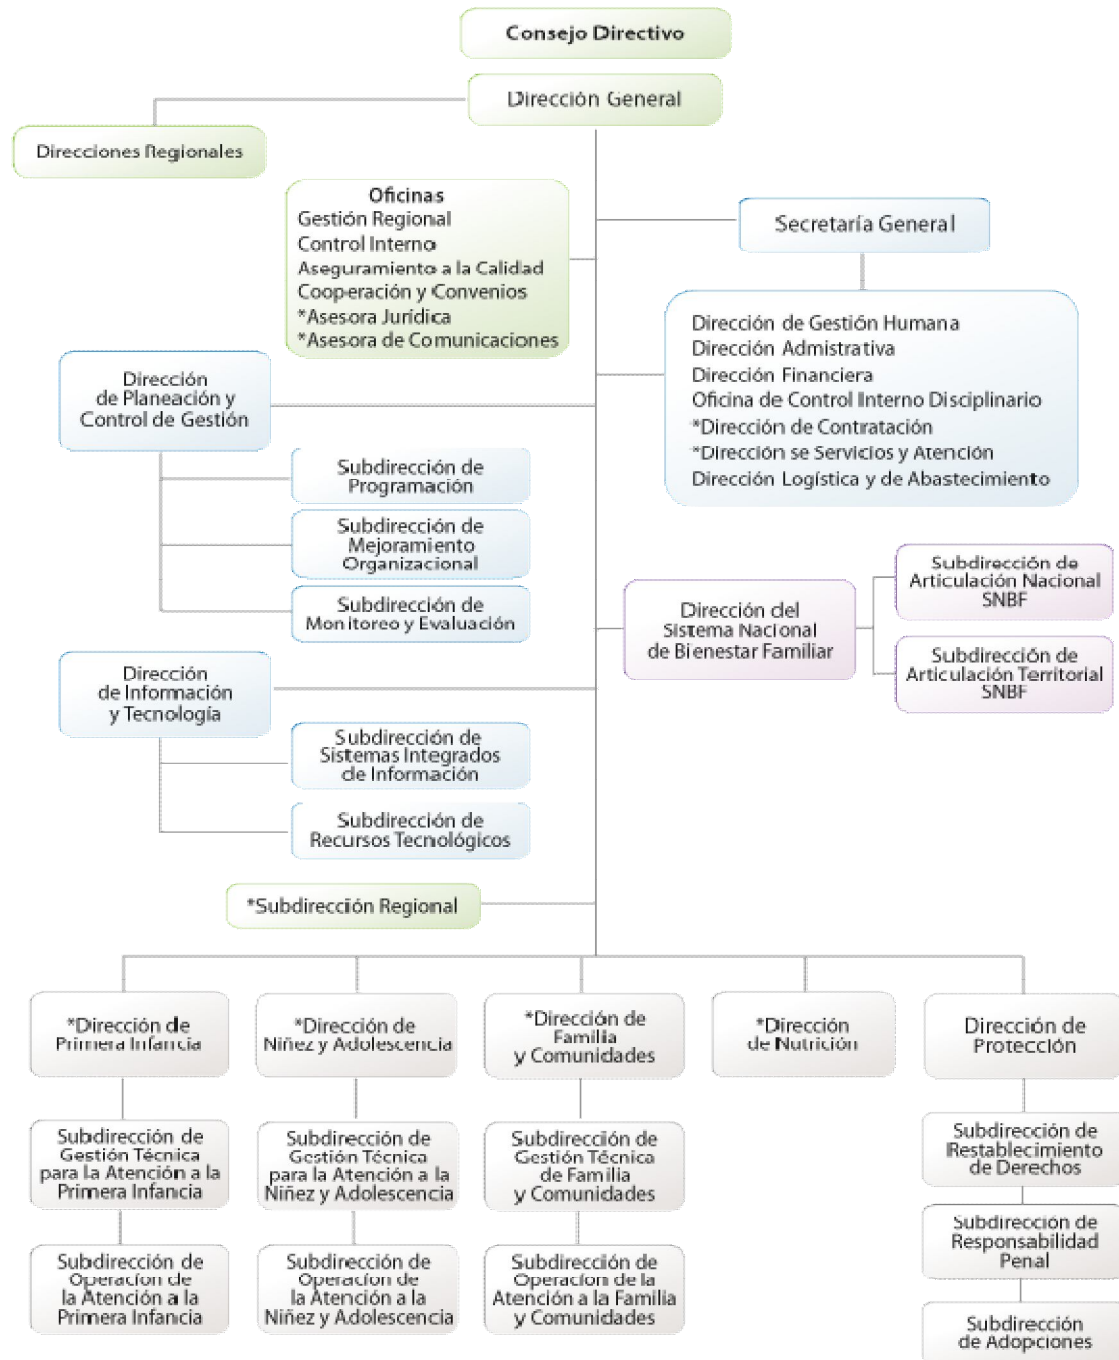 Consejo Directivo
Dirección General
Direcciones Regionales
Oficinas
Gestión Regional
Control Interno
Aseguramiento a la Calidad
Cooperación y Convenios
*Asesora Jurídica
*Asesora de Comunicaciones
Secretaría General
Dirección de Gestión Humana
Dirección Admistrativa
Dirección Financiera
Oficina de Control Interno Disciplinario
*Dirección de Contratación
*Dirección se Servicios y Atención
Dirección Logística y de Abastecimiento
Dirección
de Planeación y
Control de Gestión
Subdirección de
Programación
Subdirección de
Mejoramiento
Organizacional
Subdirección de
Monitoreo y Evaluación
Dirección del
Sistema Nacional
de Bienestar Familiar
Subdirección de
Articulación Nacional
SNBF
Subdirección de
Articulación Territorial
SNBF
Dirección
de Información
y Tecnología
Subdirección de
Sistemas Integrados
de Información
Subdirección de
Recursos Tecnológicos
*Subdirección Regional
*Dirección de
Primera Infancia
*Dirección de
Niñez y Adolescencia
*Dirección de
Familia
y Comunidades
*Dirección
de Nutrición
Dirección de
Protección
Subdirección de
Gestión Técnica
para la Atención a la
Primera Infancia
Subdirección de
Gestión Técnica
para la Atención a la
Niñez y Adolescencia
Subdirección de
Gestión Técnica
de Familia
y Comunidades
Subdirección de
Restablecimiento
de Derechos
Subdirección de
Operacíon de
la Atención a la
Primera Infancia
Subdirección de
Operacíon de
la Atención a la
Niñez y Adolescencia
Subdirección de
Operacíon de la
Atención a la Familia
y Comunidades
Subdirección de
Responsabilidad
Penal
Subdirección
de Adopciones